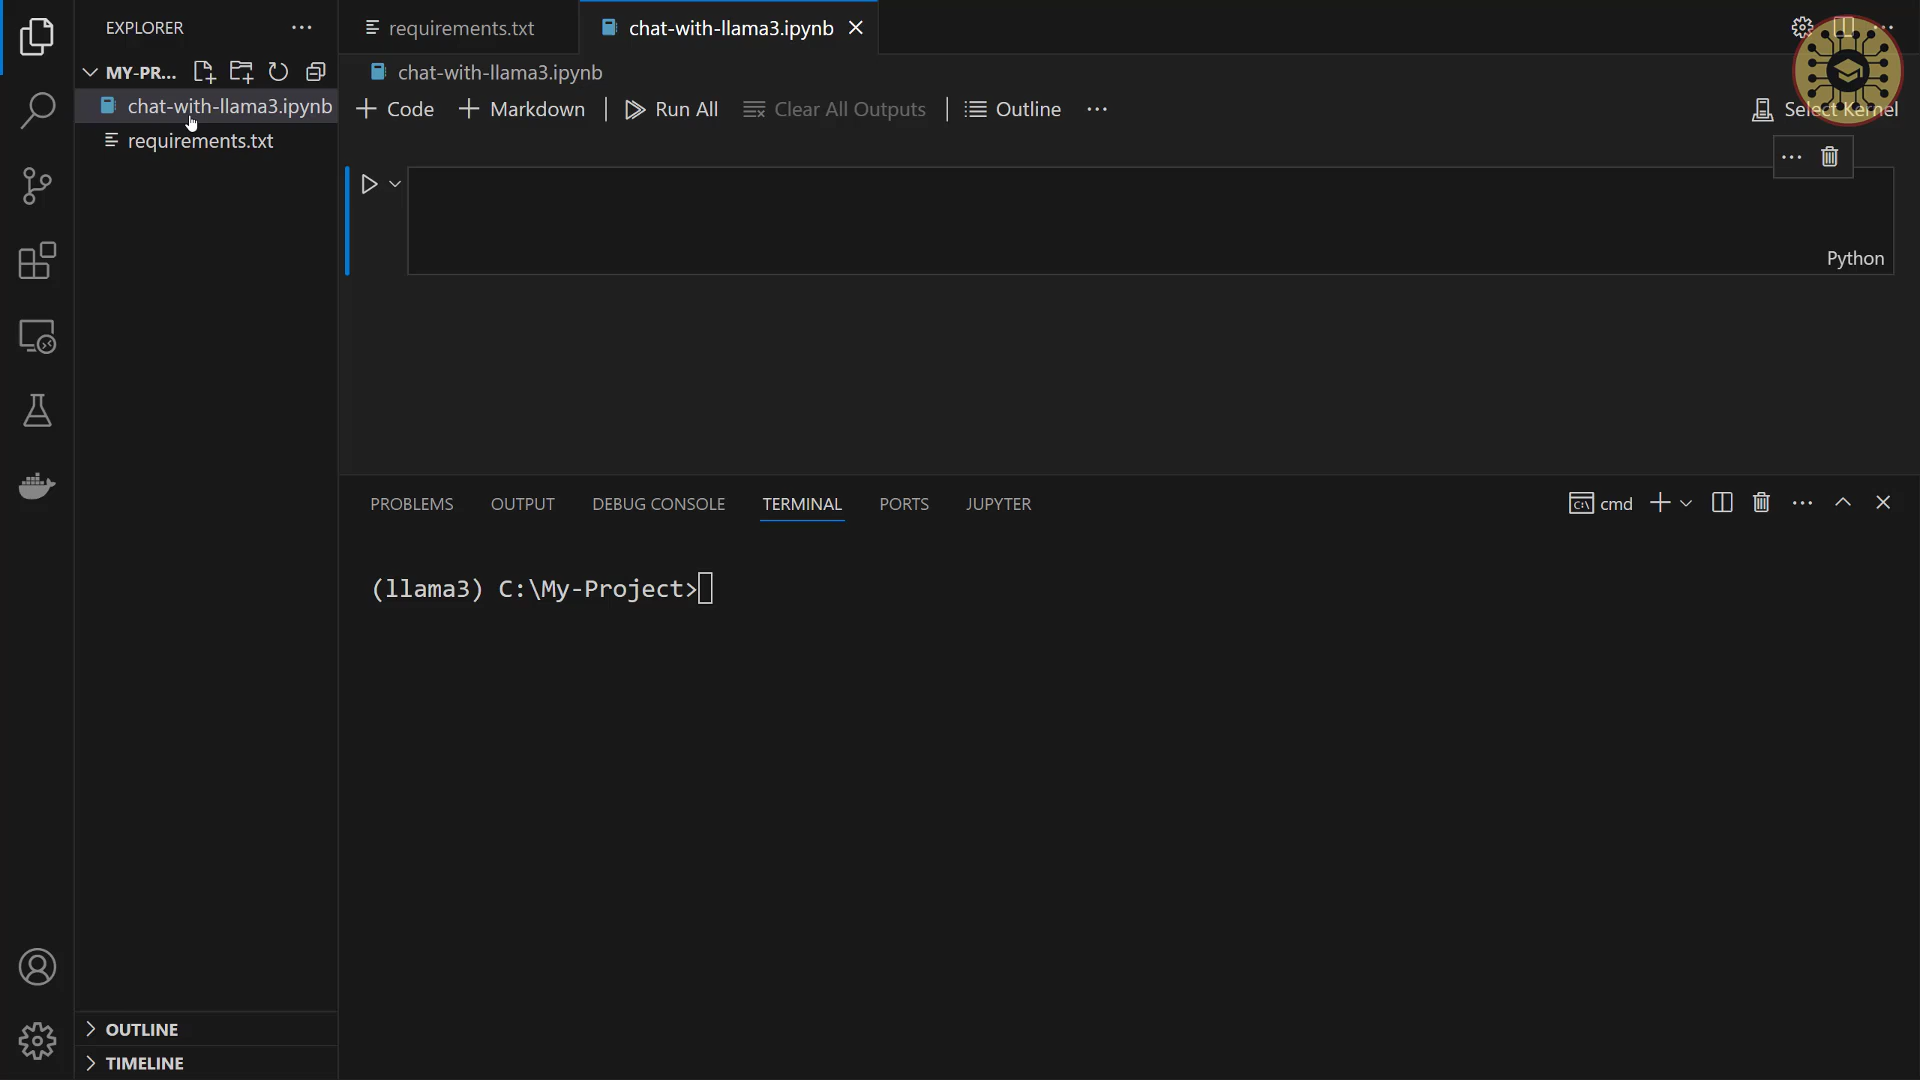 EXPLORER
MY-PR...
chat-with-llama3.ipynb
requirements.txt
OUTLINE
TIMELINE
requirements.txt
chat-with-llama3.ipynb
chat-with-llama3.ipynb
Code
Markdown
Run All
Clear All Outputs
Outline
Select Kernel
Python
PROBLEMS
OUTPUT
DEBUG CONSOLE
TERMINAL
PORTS
JUPYTER
cmd
(llama3) C:\My-Project>